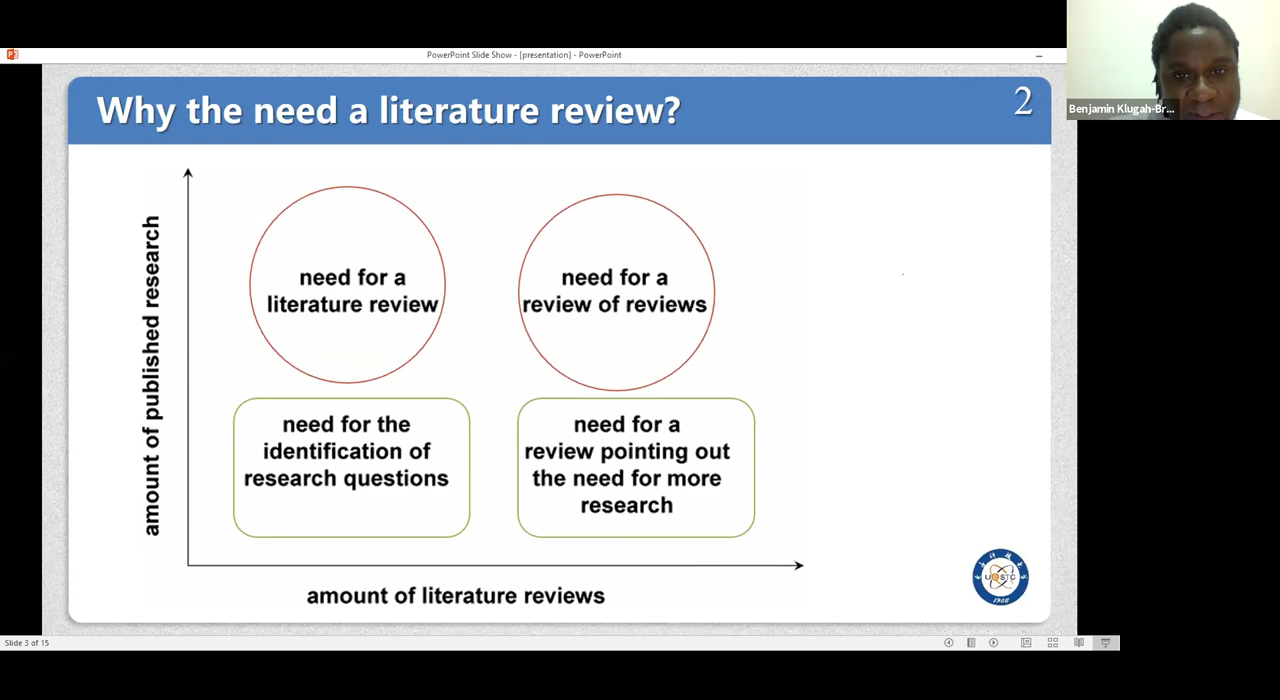 PowerPoint Slide Show - [presentation] - PowerPoint
Benjamin Klugah-Br...
Why the need a literature review?
2
amount of published research
need for a
literature review
need for a
review of reviews
need for the
identification of
research questions
need for a
review pointing out
the need for more
research
amount of literature reviews
UESTC
1956
Slide 3 of 15